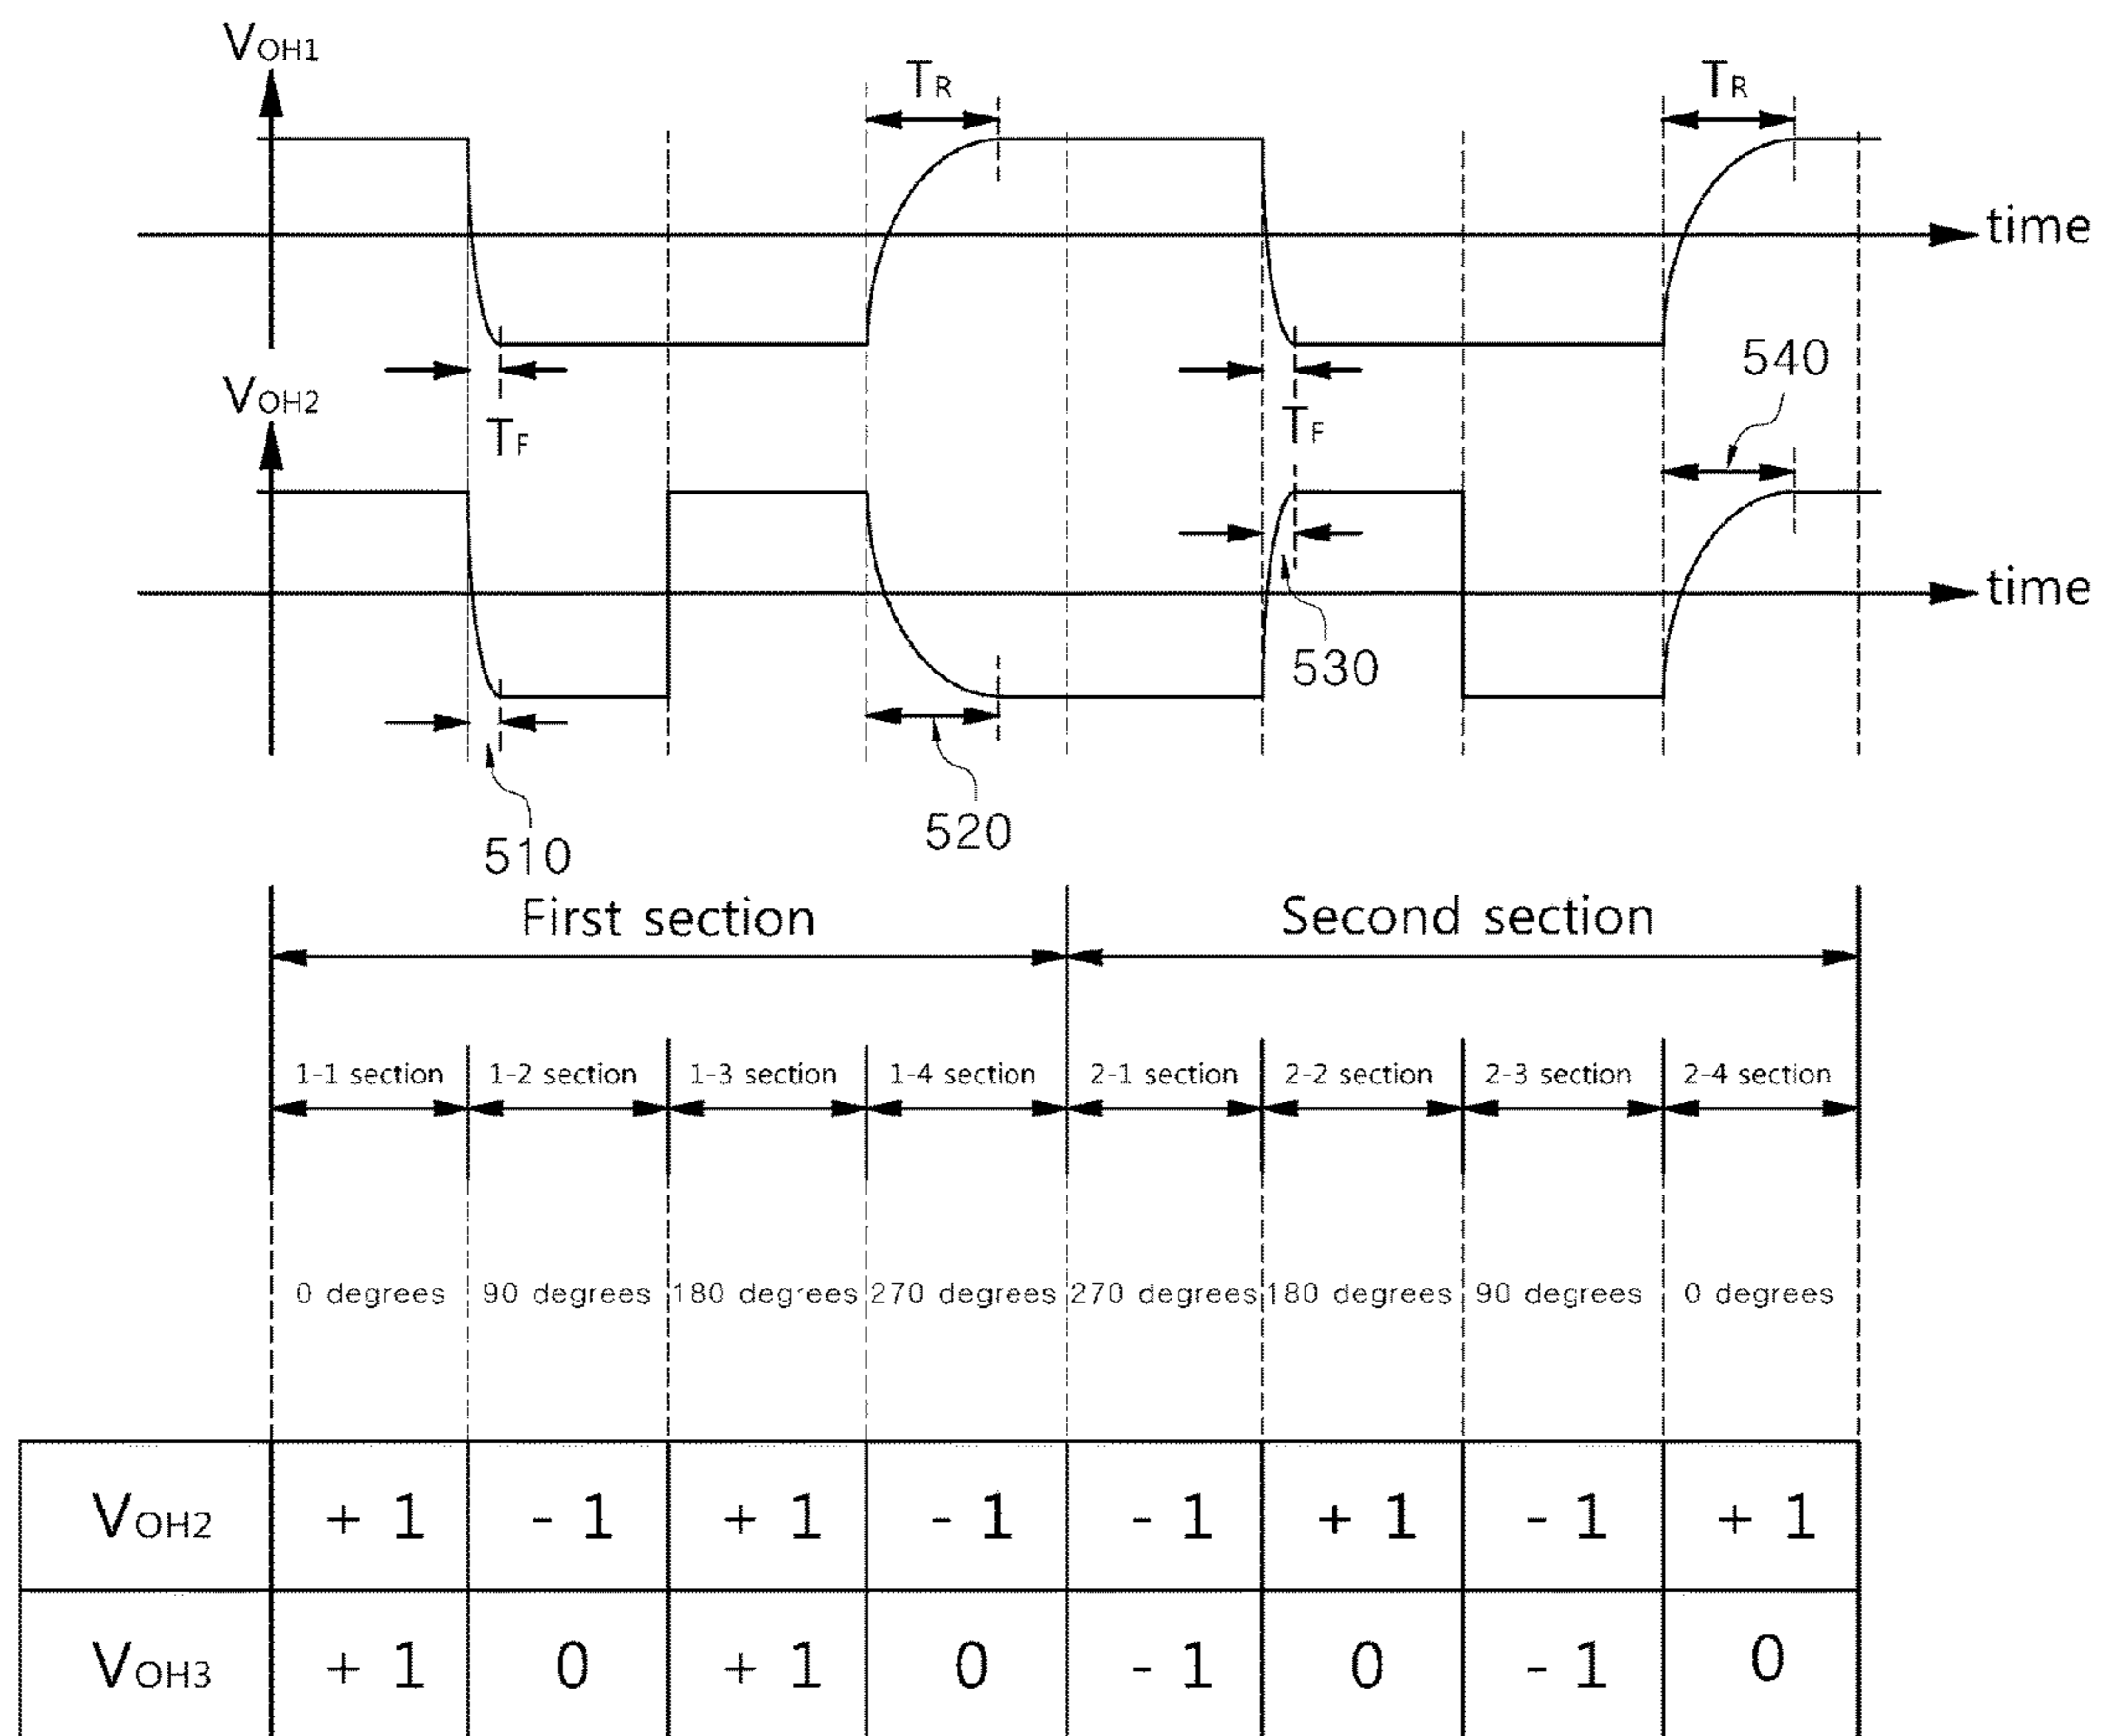 VOH1
TR
TR
time
540
VOH2
TF
TF
time
530
520
510
First section
Second section
1-1 section
1-2 section
1-3 section
1-4 section
2-1 section
2-2 section
2-3 section
2-4 section
0 degrees
90 degrees
180 degrees
270 degrees
270 degrees
180 degrees
90 degrees
0 degrees
VOH2 + 1 - 1 + 1 - 1 - 1 + 1 - 1 + 1
VOH3 + 1 0 + 1 0 - 1 0 - 1 0